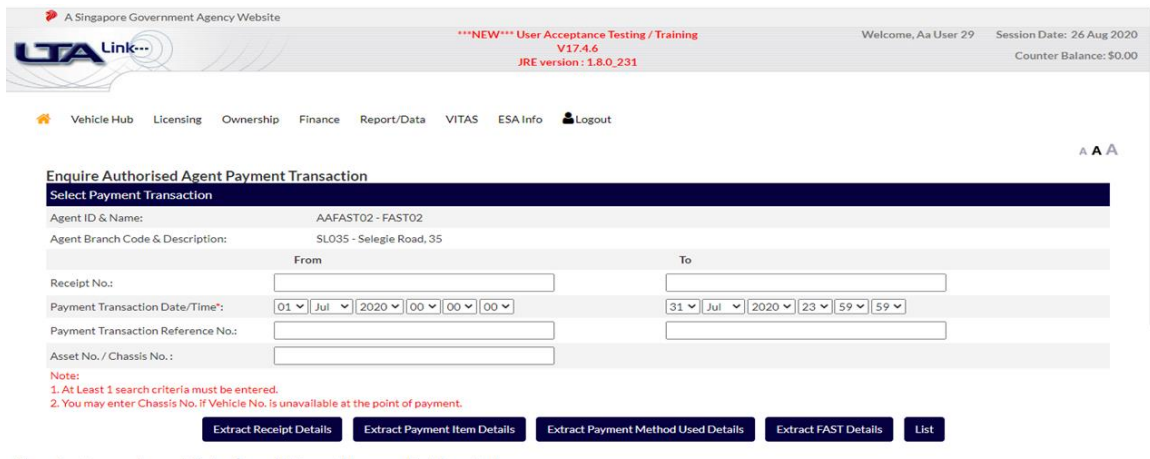 A Singapore Government Agency Website
LTA Link
***NEW*** User Acceptance Testing / Training
V17.4.6
JRE version : 1.8.0_231
Welcome, Aa User 29 Session Date: 26 Aug 2020
Counter Balance: $0.00
Vehicle Hub Licensing Ownership Finance Report/Data VITAS ESA Info Logout
A A A
Enquire Authorised Agent Payment Transaction
Select Payment Transaction
Agent ID & Name: AAFAST02 - FAST02
Agent Branch Code & Description: SL035 - Selegie Road, 35
From To
Receipt No.:
Payment Transaction Date/Time*: 01 Jul 2020 00 00 00 31 Jul 2020 23 59 59
Payment Transaction Reference No.:
Asset No. / Chassis No. :
Note:
1. At Least 1 search criteria must be entered.
2. You may enter Chassis No. if Vehicle No. is unavailable at the point of payment.
Extract Receipt Details Extract Payment Item Details Extract Payment Method Used Details Extract FAST Details List